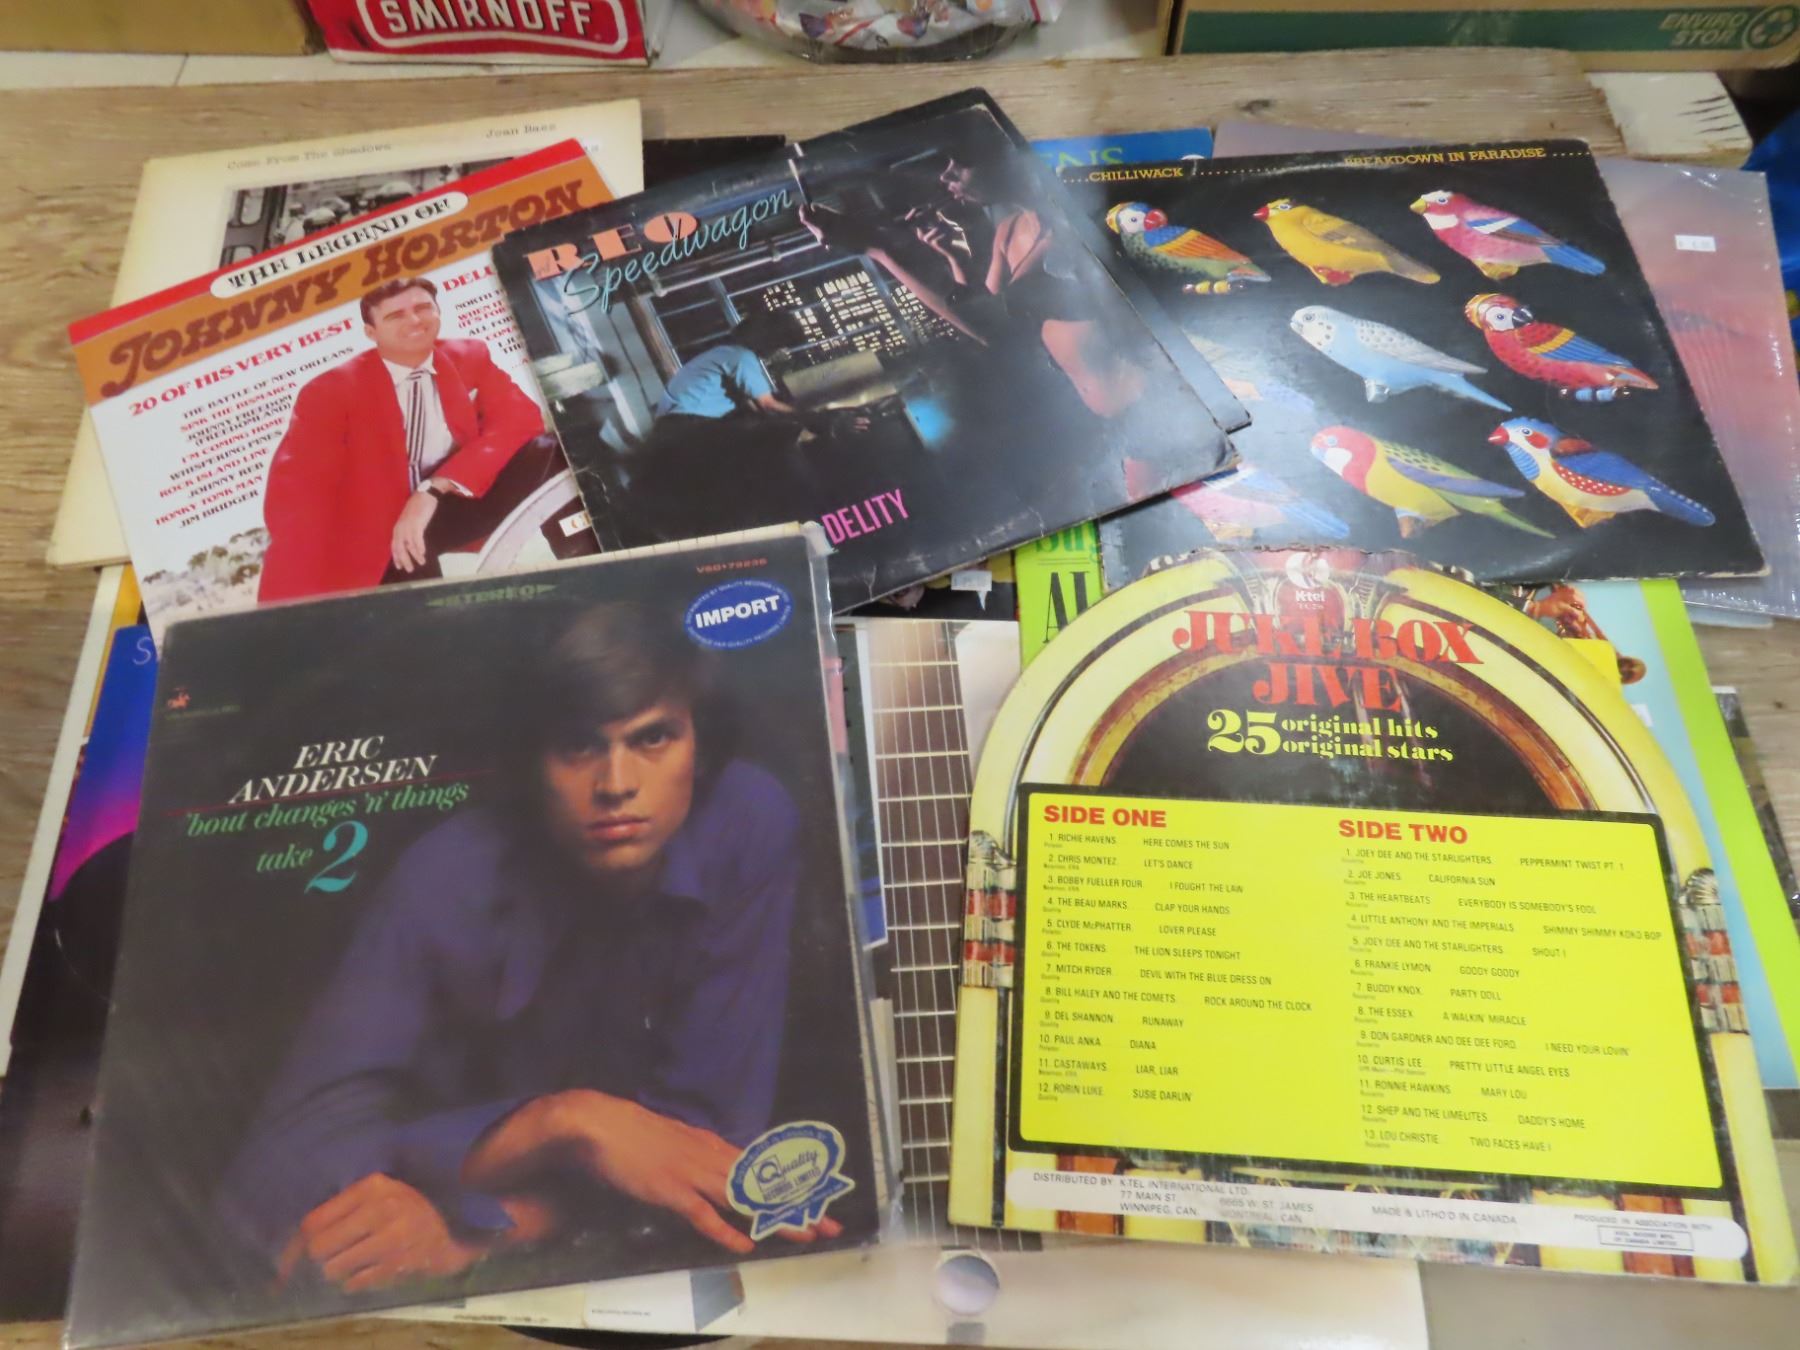 SMIRNOFF
ENVIRO
STOR
Come From The Shadows
Joan Baez
THE LEGEND OF
JOHNNY HORTON
20 OF HIS VERY BEST
THE BATTLE OF NEW ORLEANS
SINK THE BISMARCK
JOHNNY FREEDOM
(FREEDOMLAND)
I'M COMING HOME
WHISPERING PINES
ROCK ISLAND LINE
JOHNNY REB
HONKY TONK MAN
JIM BRIDGER
REO
Speedwagon
DELITY
CHILLIWACK
BREAKDOWN IN PARADISE
STEREO
VSD•79236
IMPORT
ERIC
ANDERSEN
'bout changes 'n' things
take 2
Quality
RECORDS LIMITED
K-tel
JUKE BOX
JIVE
25 original hits
original stars
SIDE ONE
1. RICHIE HAVENS HERE COMES THE SUN
2. CHRIS MONTEZ LET'S DANCE
3. BOBBY FUELLER FOUR I FOUGHT THE LAW
4. THE BEAU MARKS CLAP YOUR HANDS
5. CLYDE McPHATTER LOVER PLEASE
6. THE TOKENS THE LION SLEEPS TONIGHT
7. MITCH RYDER DEVIL WITH THE BLUE DRESS ON
8. BILL HALEY AND THE COMETS ROCK AROUND THE CLOCK
9. DEL SHANNON RUNAWAY
10. PAUL ANKA DIANA
11. CASTAWAYS LIAR, LIAR
12. ROBIN LUKE SUSIE DARLIN'
SIDE TWO
1. JOEY DEE AND THE STARLIGHTERS PEPPERMINT TWIST PT. 1
2. JOE JONES CALIFORNIA SUN
3. THE HEARTBEATS EVERYBODY IS SOMEBODY'S FOOL
4. LITTLE ANTHONY AND THE IMPERIALS SHIMMY SHIMMY KOKO BOP
5. JOEY DEE AND THE STARLIGHTERS SHOUT !
6. FRANKIE LYMON GOODY GOODY
7. BUDDY KNOX PARTY DOLL
8. THE ESSEX A WALKIN' MIRACLE
9. DON GARDNER AND DEE DEE FORD I NEED YOUR LOVIN'
10. CURTIS LEE PRETTY LITTLE ANGEL EYES
11. RONNIE HAWKINS MARY LOU
12. SHEP AND THE LIMELITES DADDY'S HOME
13. LOU CHRISTIE TWO FACES HAVE I
DISTRIBUTED BY: K-TEL INTERNATIONAL LTD.
77 MAIN ST. 6665 W. ST. JAMES
WINNIPEG, CAN. MONTREAL, CAN.
MADE & LITHO'D IN CANADA
PRODUCED IN ASSOCIATION WITH